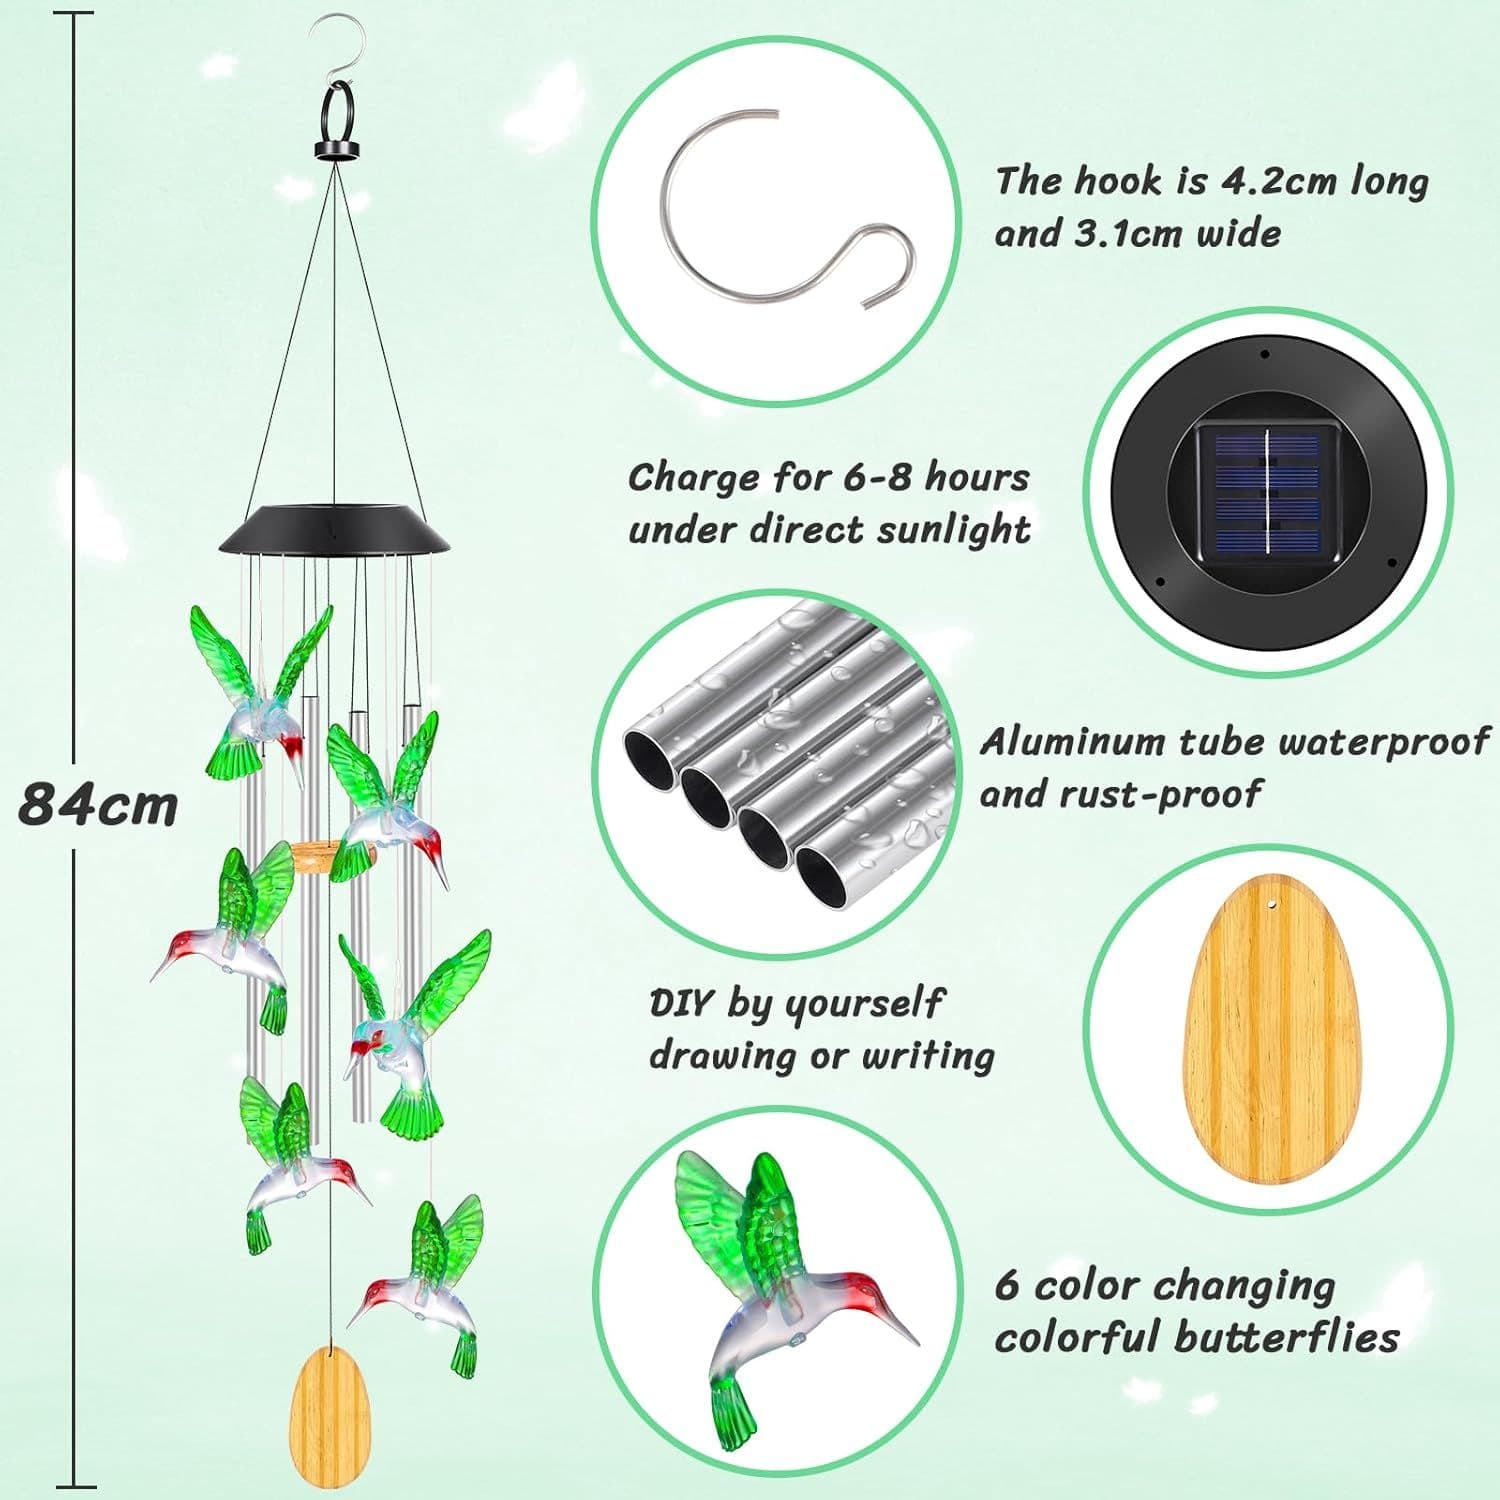 The hook is 4.2cm long
and 3.1cm wide
Charge for 6-8 hours
under direct sunlight
Aluminum tube waterproof
and rust-proof
84cm
DIY by yourself
drawing or writing
6 color changing
colorful butterflies